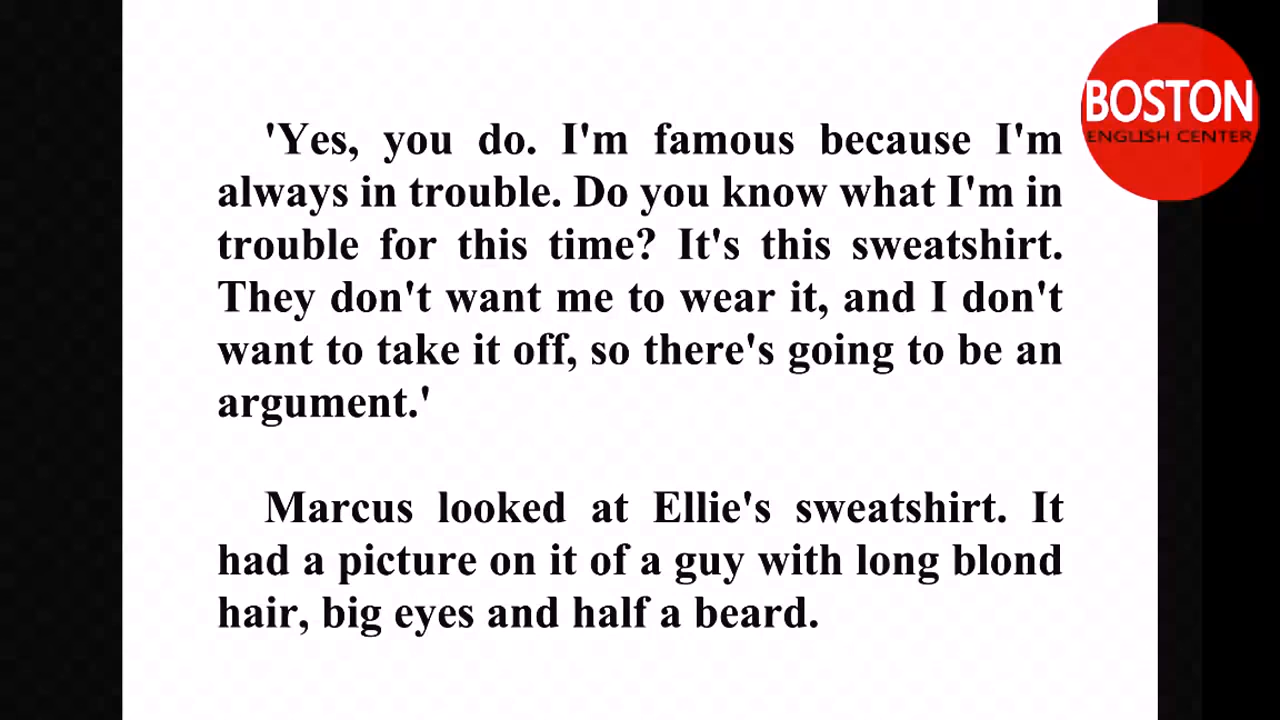 BOSTON
ENGLISH CENTER
'Yes, you do. I'm famous because I'm
always in trouble. Do you know what I'm in
trouble for this time? It's this sweatshirt.
They don't want me to wear it, and I don't
want to take it off, so there's going to be an
argument.'
Marcus looked at Ellie's sweatshirt. It
had a picture on it of a guy with long blond
hair, big eyes and half a beard.